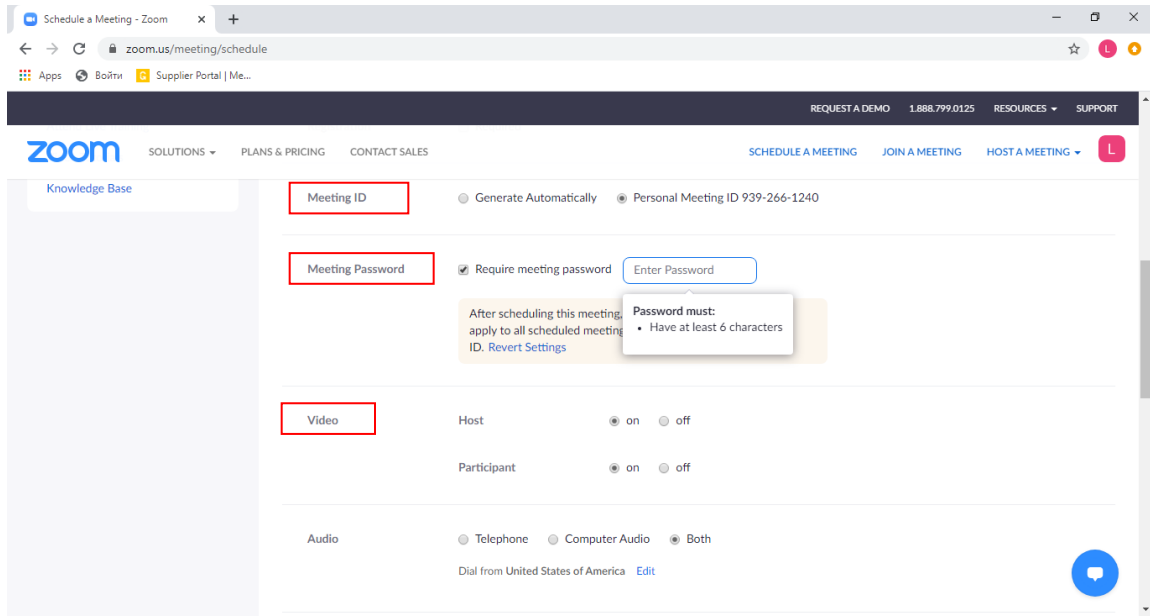 Schedule a Meeting - Zoom
zoom.us/meeting/schedule
L
Apps Войти G Supplier Portal | Me...
REQUEST A DEMO 1.888.799.0125 RESOURCES SUPPORT
zoom SOLUTIONS PLANS & PRICING CONTACT SALES SCHEDULE A MEETING JOIN A MEETING HOST A MEETING L
Knowledge Base
Meeting ID Generate Automatically Personal Meeting ID 939-266-1240
Meeting Password Require meeting password Enter Password
Password must:
• Have at least 6 characters
After scheduling this meeting,
apply to all scheduled meeting
ID. Revert Settings
Video Host on off
Participant on off
Audio Telephone Computer Audio Both
Dial from United States of America Edit